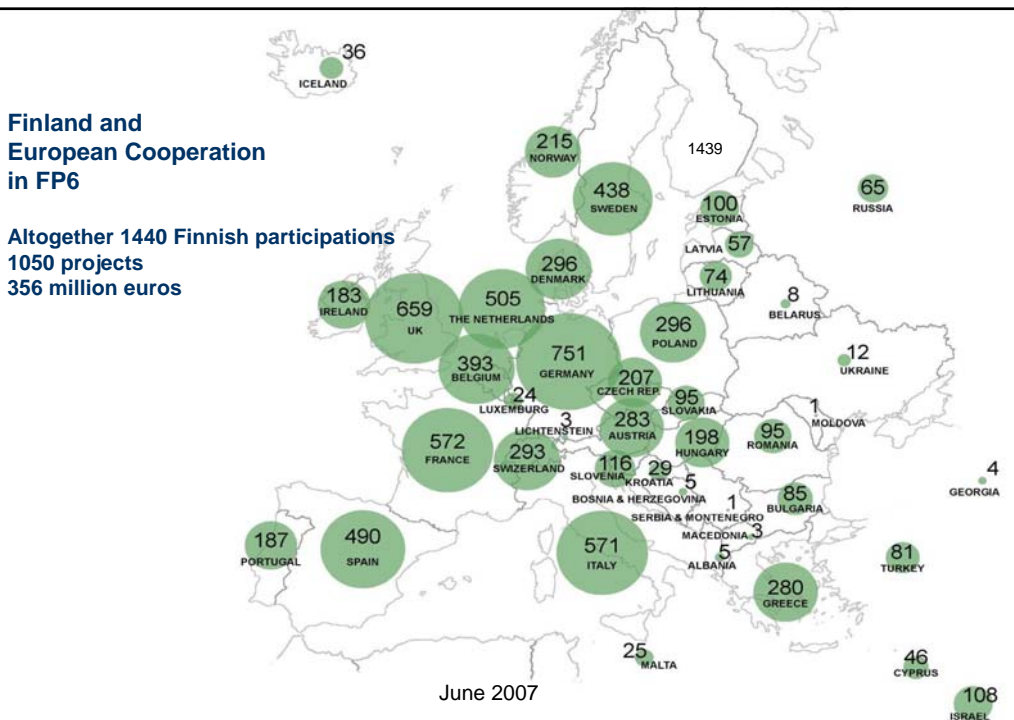 36
ICELAND
Finland and
European Cooperation
in FP6
Altogether 1440 Finnish participations
1050 projects
356 million euros
215
NORWAY
1439
438
SWEDEN
65
RUSSIA
100
ESTONIA
LATVIA 57
296
DENMARK
74
LITHUANIA
8
BELARUS
183
IRELAND
659
UK
505
THE NETHERLANDS
296
POLAND
751
GERMANY
12
UKRAINE
393
BELGIUM
207
CZECH REP.
24
LUXEMBURG
95
SLOVAKIA
3
LICHTENSTEIN
283
AUSTRIA
1
MOLDOVA
572
FRANCE
293
SWIZERLAND
198
HUNGARY
95
ROMANIA
116
SLOVENIA
29
KROATIA
5
BOSNIA & HERZEGOVINA
1
SERBIA & MONTENEGRO
85
BULGARIA
4
GEORGIA
MACEDONIA 3
5
ALBANIA
187
PORTUGAL
490
SPAIN
571
ITALY
81
TURKEY
280
GREECE
25
MALTA
46
CYPRUS
108
ISRAEL
June 2007